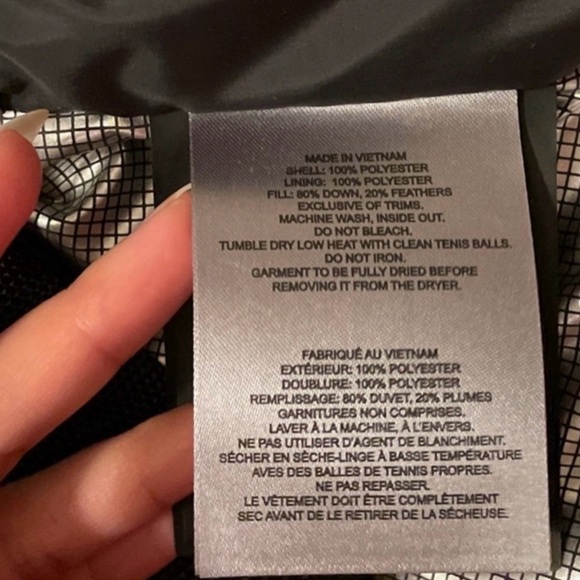 MADE IN VIETNAM
SHELL: 100% POLYESTER
LINING: 100% POLYESTER
FILL: 80% DOWN, 20% FEATHERS
EXCLUSIVE OF TRIMS.
MACHINE WASH, INSIDE OUT.
DO NOT BLEACH.
TUMBLE DRY LOW HEAT WITH CLEAN TENIS BALLS.
DO NOT IRON.
GARMENT TO BE FULLY DRIED BEFORE
REMOVING IT FROM THE DRYER.
FABRIQUÉ AU VIETNAM
EXTÉRIEUR: 100% POLYESTER
DOUBLURE: 100% POLYESTER
REMPLISSAGE: 80% DUVET, 20% PLUMES
GARNITURES NON COMPRISES.
LAVER À LA MACHINE, À L'ENVERS.
NE PAS UTILISER D'AGENT DE BLANCHIMENT.
SÉCHER EN SÈCHE-LINGE À BASSE TEMPÉRATURE
AVES DES BALLES DE TENNIS PROPRES.
NE PAS REPASSER.
LE VÊTEMENT DOIT ÊTRE COMPLÈTEMENT
SEC AVANT DE LE RETIRER DE LA SÉCHEUSE.